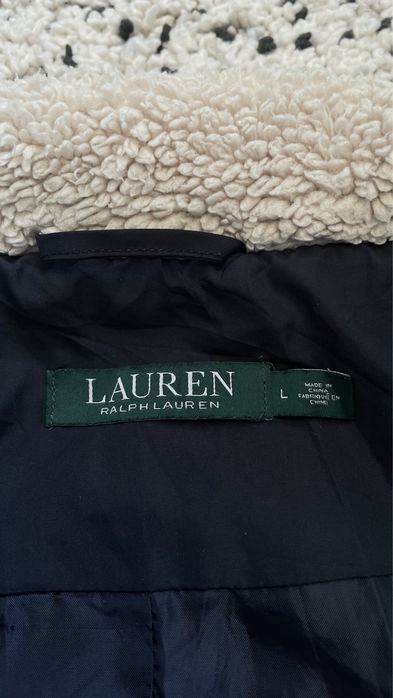 LAUREN
RALPH LAUREN
L
MADE IN
CHINA
FABRIQUÉ EN
CHINE